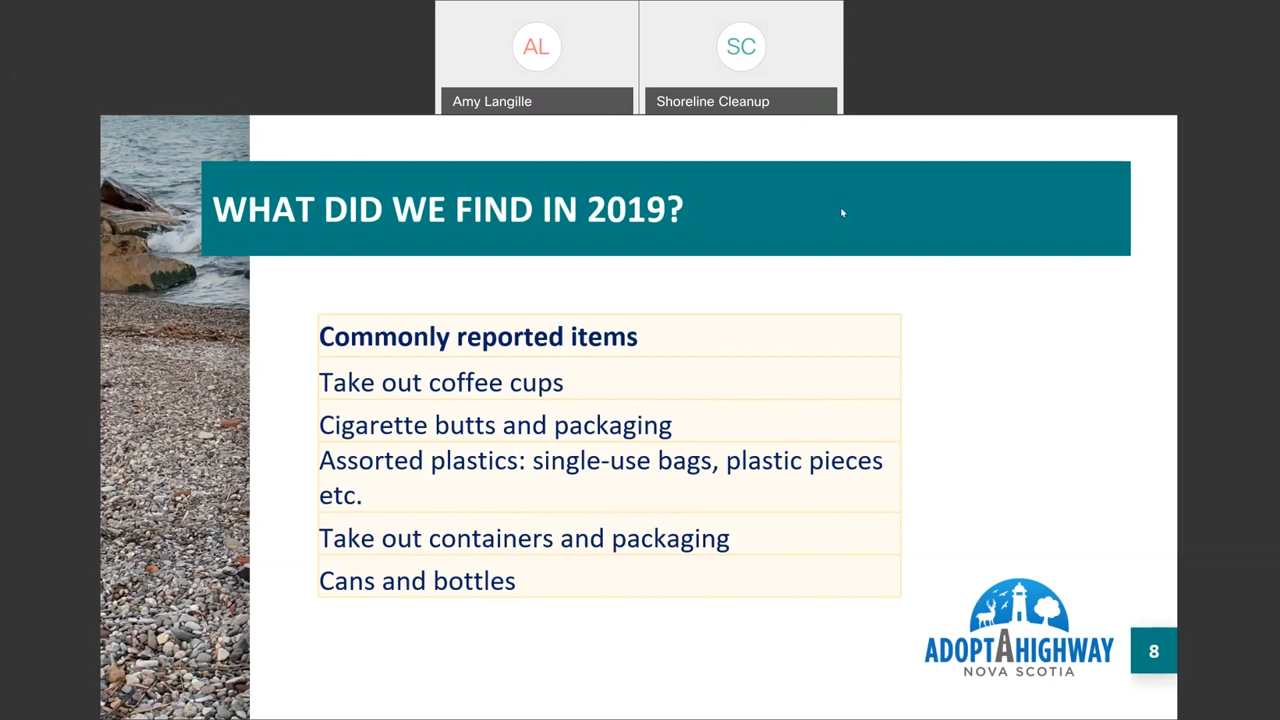 AL
SC
Amy Langille
Shoreline Cleanup
WHAT DID WE FIND IN 2019?
Commonly reported items
Take out coffee cups
Cigarette butts and packaging
Assorted plastics: single-use bags, plastic pieces
etc.
Take out containers and packaging
Cans and bottles
ADOPTAHIGHWAY
NOVA SCOTIA
8